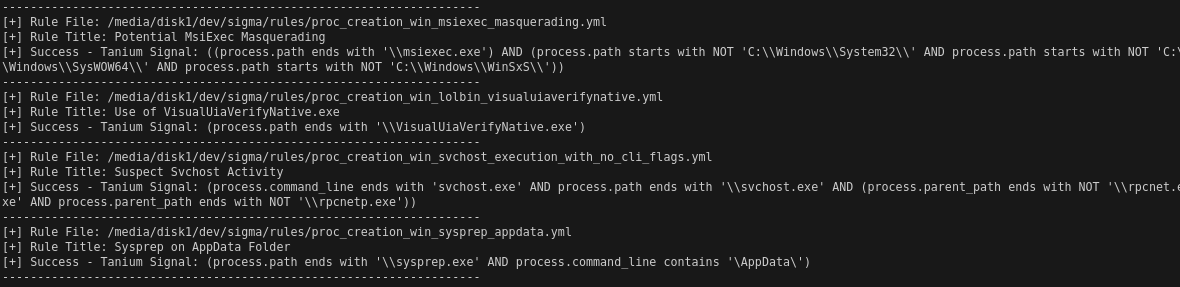 --------------------------------------------------------------------
[+] Rule File: /media/disk1/dev/sigma/rules/proc_creation_win_msiexec_masquerading.yml
[+] Rule Title: Potential MsiExec Masquerading
[+] Success - Tanium Signal: ((process.path ends with '\\msiexec.exe') AND (process.path starts with NOT 'C:\\Windows\\System32\\' AND process.path starts with NOT 'C:\
\Windows\\SysWOW64\\' AND process.path starts with NOT 'C:\\Windows\\WinSxS\\'))
--------------------------------------------------------------------
[+] Rule File: /media/disk1/dev/sigma/rules/proc_creation_win_lolbin_visualuiaverifynative.yml
[+] Rule Title: Use of VisualUiaVerifyNative.exe
[+] Success - Tanium Signal: (process.path ends with '\\VisualUiaVerifyNative.exe')
--------------------------------------------------------------------
[+] Rule File: /media/disk1/dev/sigma/rules/proc_creation_win_svchost_execution_with_no_cli_flags.yml
[+] Rule Title: Suspect Svchost Activity
[+] Success - Tanium Signal: (process.command_line ends with 'svchost.exe' AND process.path ends with '\\svchost.exe' AND (process.parent_path ends with NOT '\\rpcnet.e
xe' AND process.parent_path ends with NOT '\\rpcnetp.exe'))
--------------------------------------------------------------------
[+] Rule File: /media/disk1/dev/sigma/rules/proc_creation_win_sysprep_appdata.yml
[+] Rule Title: Sysprep on AppData Folder
[+] Success - Tanium Signal: (process.path ends with '\\sysprep.exe' AND process.command_line contains '\AppData\')
--------------------------------------------------------------------